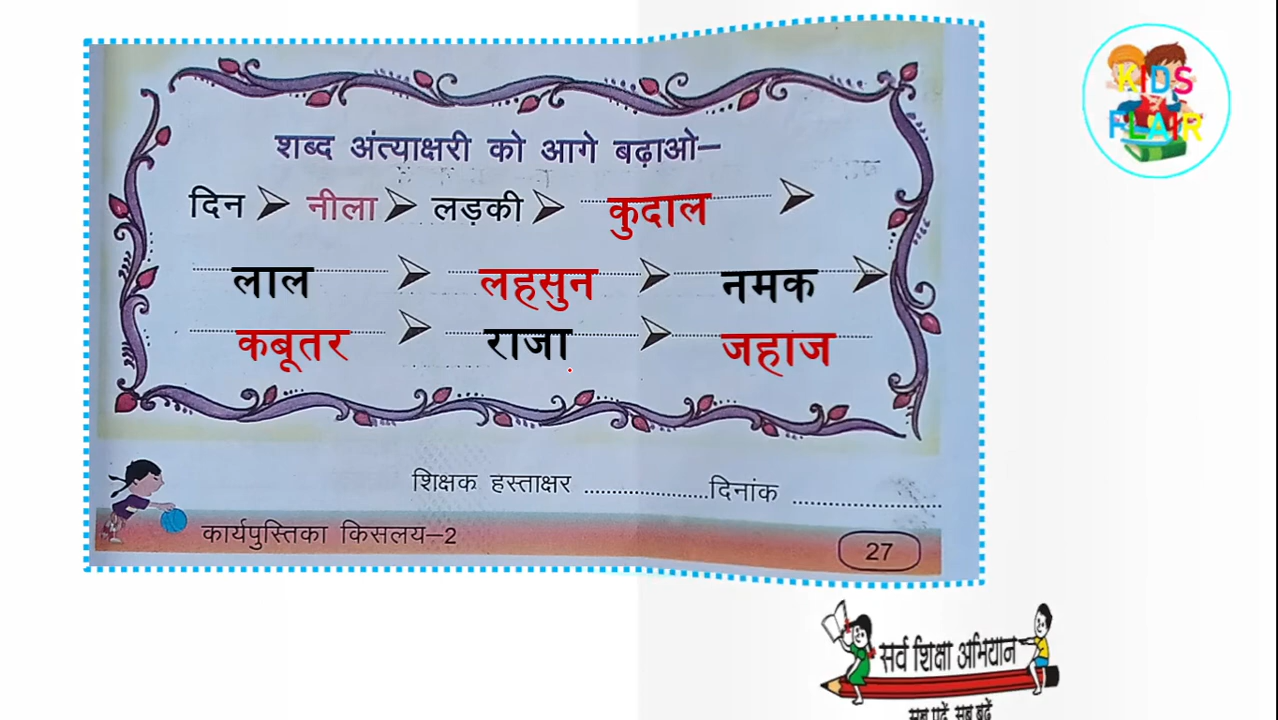 KIDS
FLAIR
शब्द अंत्याक्षरी को आगे बढ़ाओ–
दिन नीला लड़की कुदाल
लाल लहसुन नमक
कबूतर राजा जहाज
शिक्षक हस्ताक्षर ....................दिनांक ........................
कार्यपुस्तिका किसलय–2
27
सर्व शिक्षा अभियान
सब पढ़ें सब बढ़ें